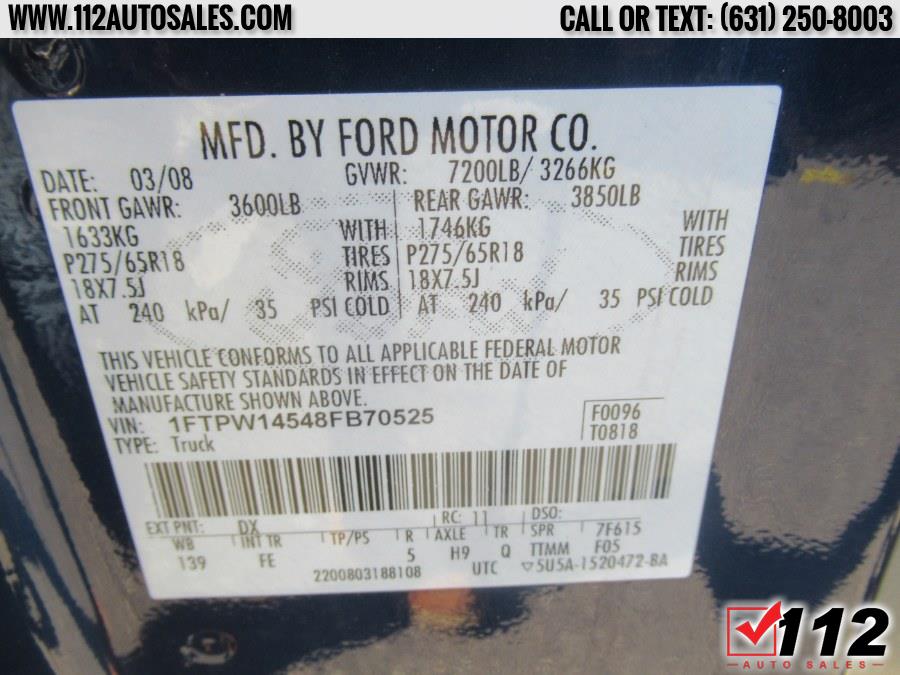 WWW.112AUTOSALES.COM
CALL OR TEXT: (631) 250-8003
MFD. BY FORD MOTOR CO.
DATE: 03/08 GVWR: 7200LB/ 3266KG
FRONT GAWR: 3600LB REAR GAWR: 3850LB
1633KG WITH 1746KG WITH
P275/65R18 TIRES P275/65R18 TIRES
18X7.5J RIMS 18X7.5J RIMS
AT 240 kPa/ 35 PSI COLD AT 240 kPa/ 35 PSI COLD
THIS VEHICLE CONFORMS TO ALL APPLICABLE FEDERAL MOTOR
VEHICLE SAFETY STANDARDS IN EFFECT ON THE DATE OF
MANUFACTURE SHOWN ABOVE.
VIN: 1FTPW14548FB70525 F0096
TYPE: Truck T0818
EXT PNT: DX RC: 11 DSO:
WB INT TR TP/PS R AXLE TR SPR 7F615
139 FE 5 H9 Q TTMM F05
2200803188108 UTC ▽5U5A-1520472-BA
112
AUTO SALES